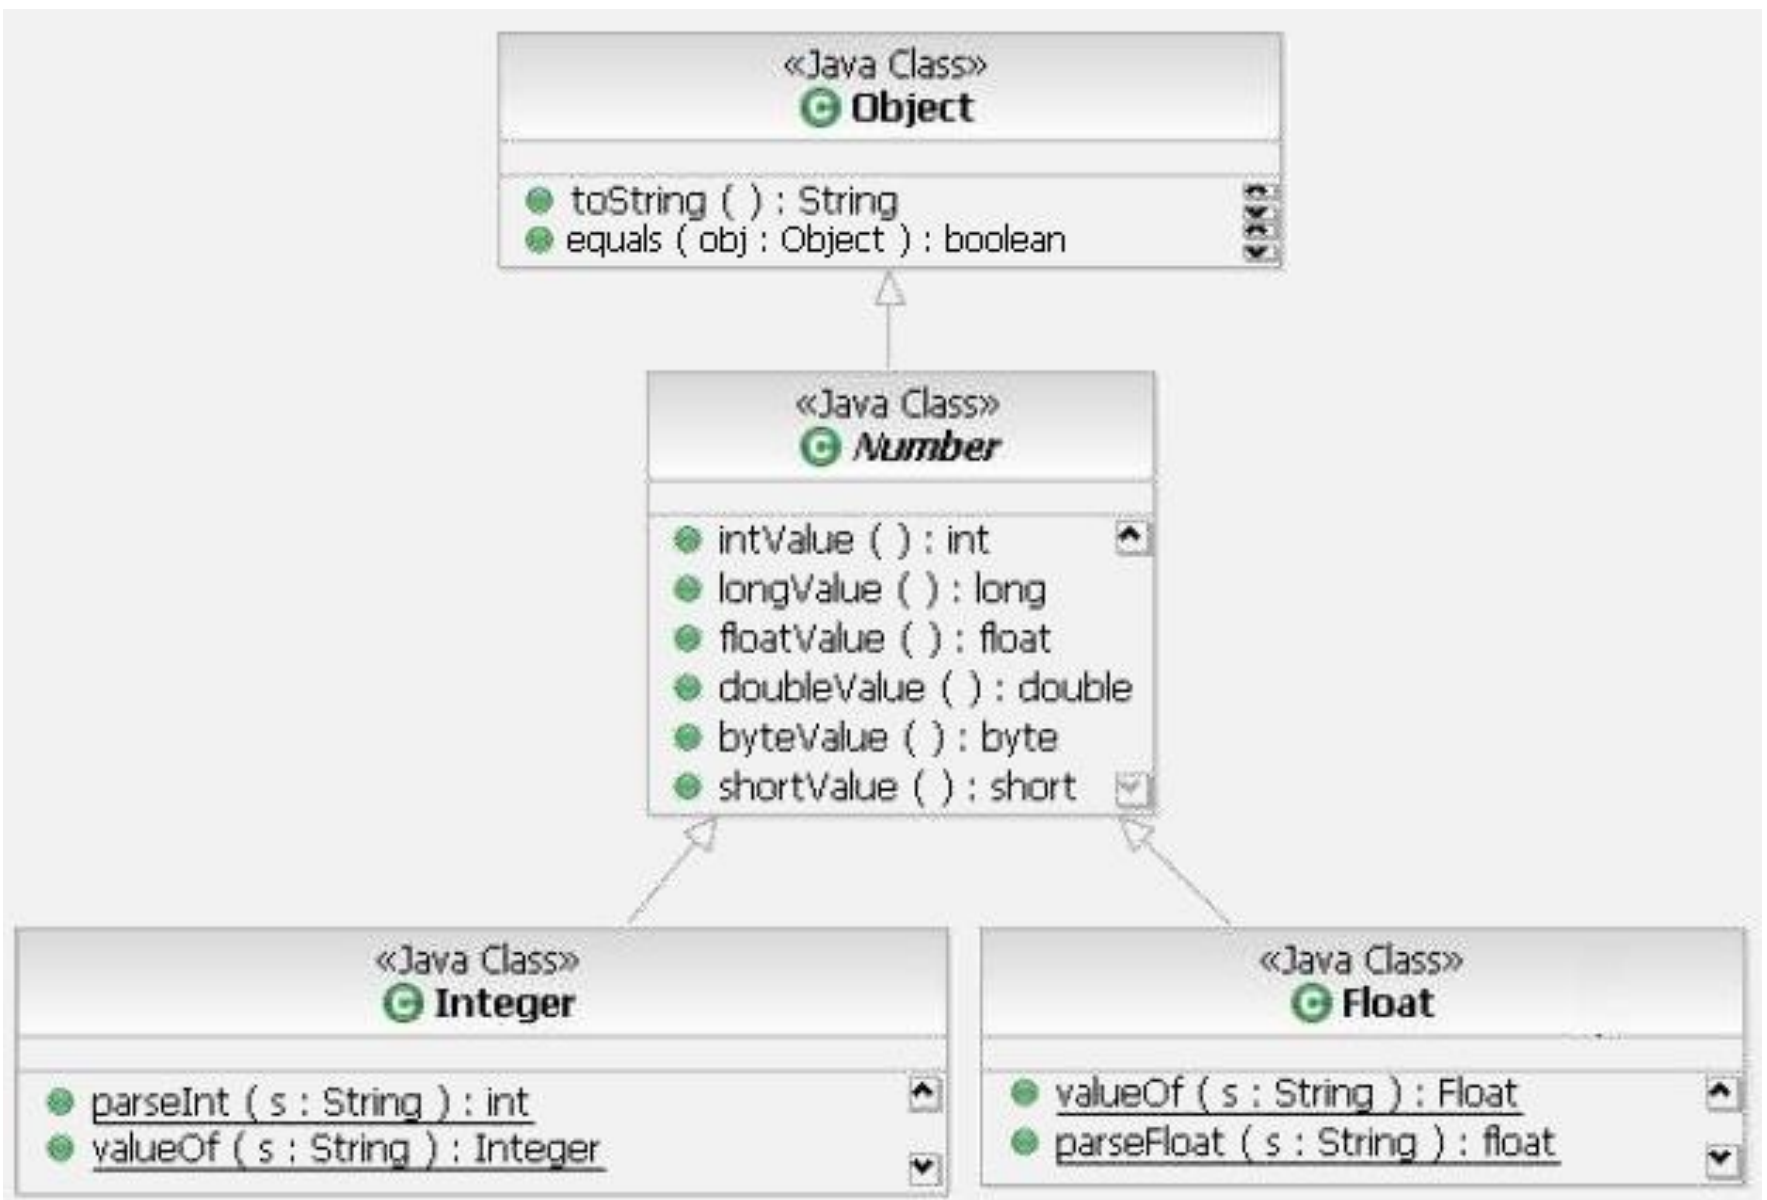 «Java Class»
Object
toString ( ) : String
equals ( obj : Object ) : boolean
«Java Class»
Number
intValue ( ) : int
longValue ( ) : long
floatValue ( ) : float
doubleValue ( ) : double
byteValue ( ) : byte
shortValue ( ) : short
«Java Class»
Integer
parseInt ( s : String ) : int
valueOf ( s : String ) : Integer
«Java Class»
Float
valueOf ( s : String ) : Float
parseFloat ( s : String ) : float